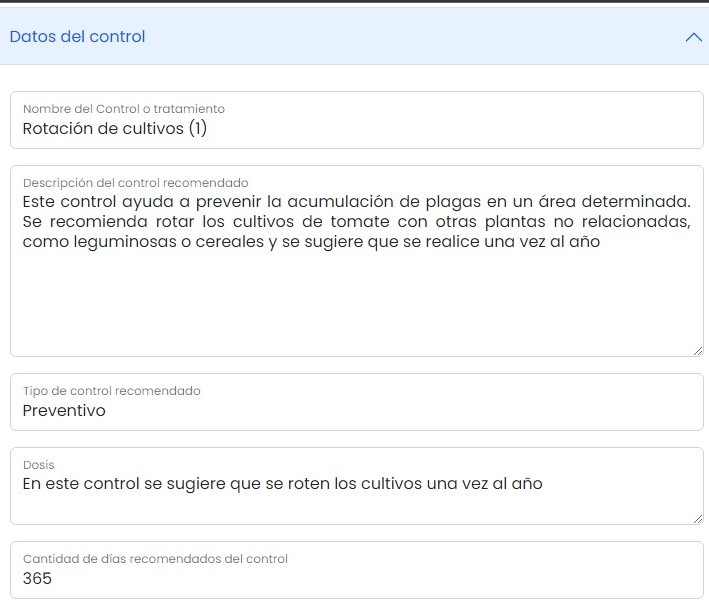 Datos del control
Nombre del Control o tratamiento
Rotación de cultivos (1)
Descripción del control recomendado
Este control ayuda a prevenir la acumulación de plagas en un área determinada.
Se recomienda rotar los cultivos de tomate con otras plantas no relacionadas,
como leguminosas o cereales y se sugiere que se realice una vez al año
Tipo de control recomendado
Preventivo
Dosis
En este control se sugiere que se roten los cultivos una vez al año
Cantidad de días recomendados del control
365